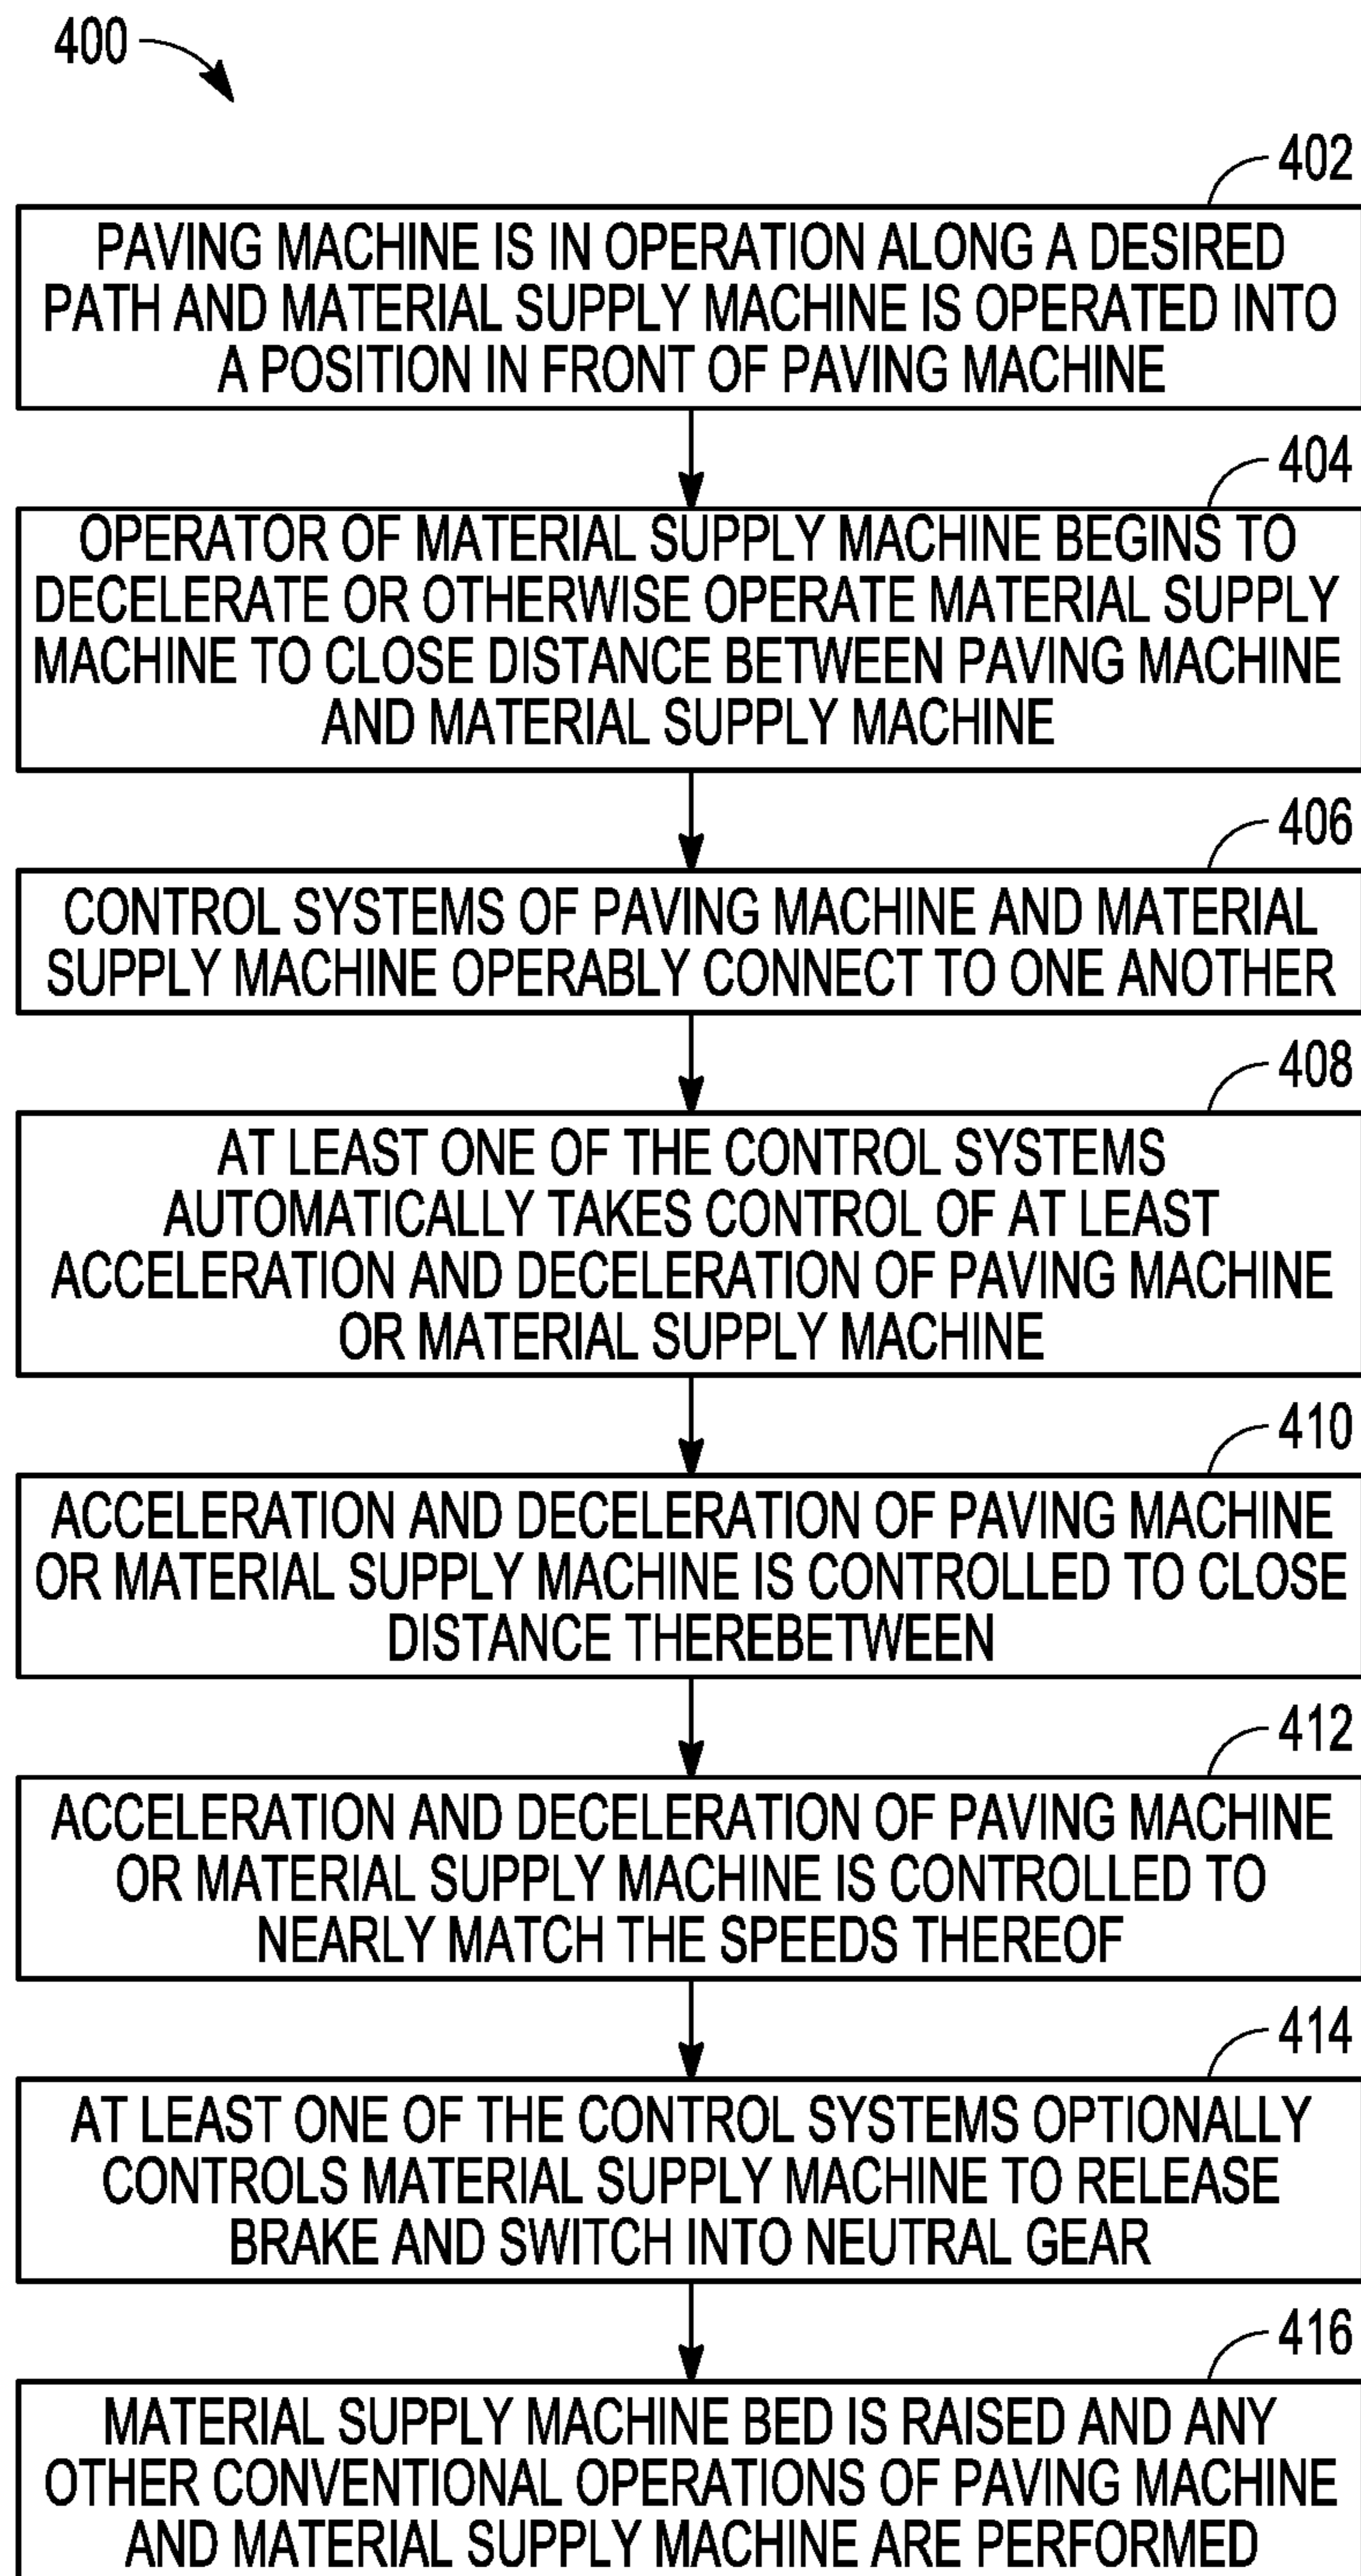 400
402
PAVING MACHINE IS IN OPERATION ALONG A DESIRED
PATH AND MATERIAL SUPPLY MACHINE IS OPERATED INTO
A POSITION IN FRONT OF PAVING MACHINE
404
OPERATOR OF MATERIAL SUPPLY MACHINE BEGINS TO
DECELERATE OR OTHERWISE OPERATE MATERIAL SUPPLY
MACHINE TO CLOSE DISTANCE BETWEEN PAVING MACHINE
AND MATERIAL SUPPLY MACHINE
406
CONTROL SYSTEMS OF PAVING MACHINE AND MATERIAL
SUPPLY MACHINE OPERABLY CONNECT TO ONE ANOTHER
408
AT LEAST ONE OF THE CONTROL SYSTEMS
AUTOMATICALLY TAKES CONTROL OF AT LEAST
ACCELERATION AND DECELERATION OF PAVING MACHINE
OR MATERIAL SUPPLY MACHINE
410
ACCELERATION AND DECELERATION OF PAVING MACHINE
OR MATERIAL SUPPLY MACHINE IS CONTROLLED TO CLOSE
DISTANCE THEREBETWEEN
412
ACCELERATION AND DECELERATION OF PAVING MACHINE
OR MATERIAL SUPPLY MACHINE IS CONTROLLED TO
NEARLY MATCH THE SPEEDS THEREOF
414
AT LEAST ONE OF THE CONTROL SYSTEMS OPTIONALLY
CONTROLS MATERIAL SUPPLY MACHINE TO RELEASE
BRAKE AND SWITCH INTO NEUTRAL GEAR
416
MATERIAL SUPPLY MACHINE BED IS RAISED AND ANY
OTHER CONVENTIONAL OPERATIONS OF PAVING MACHINE
AND MATERIAL SUPPLY MACHINE ARE PERFORMED